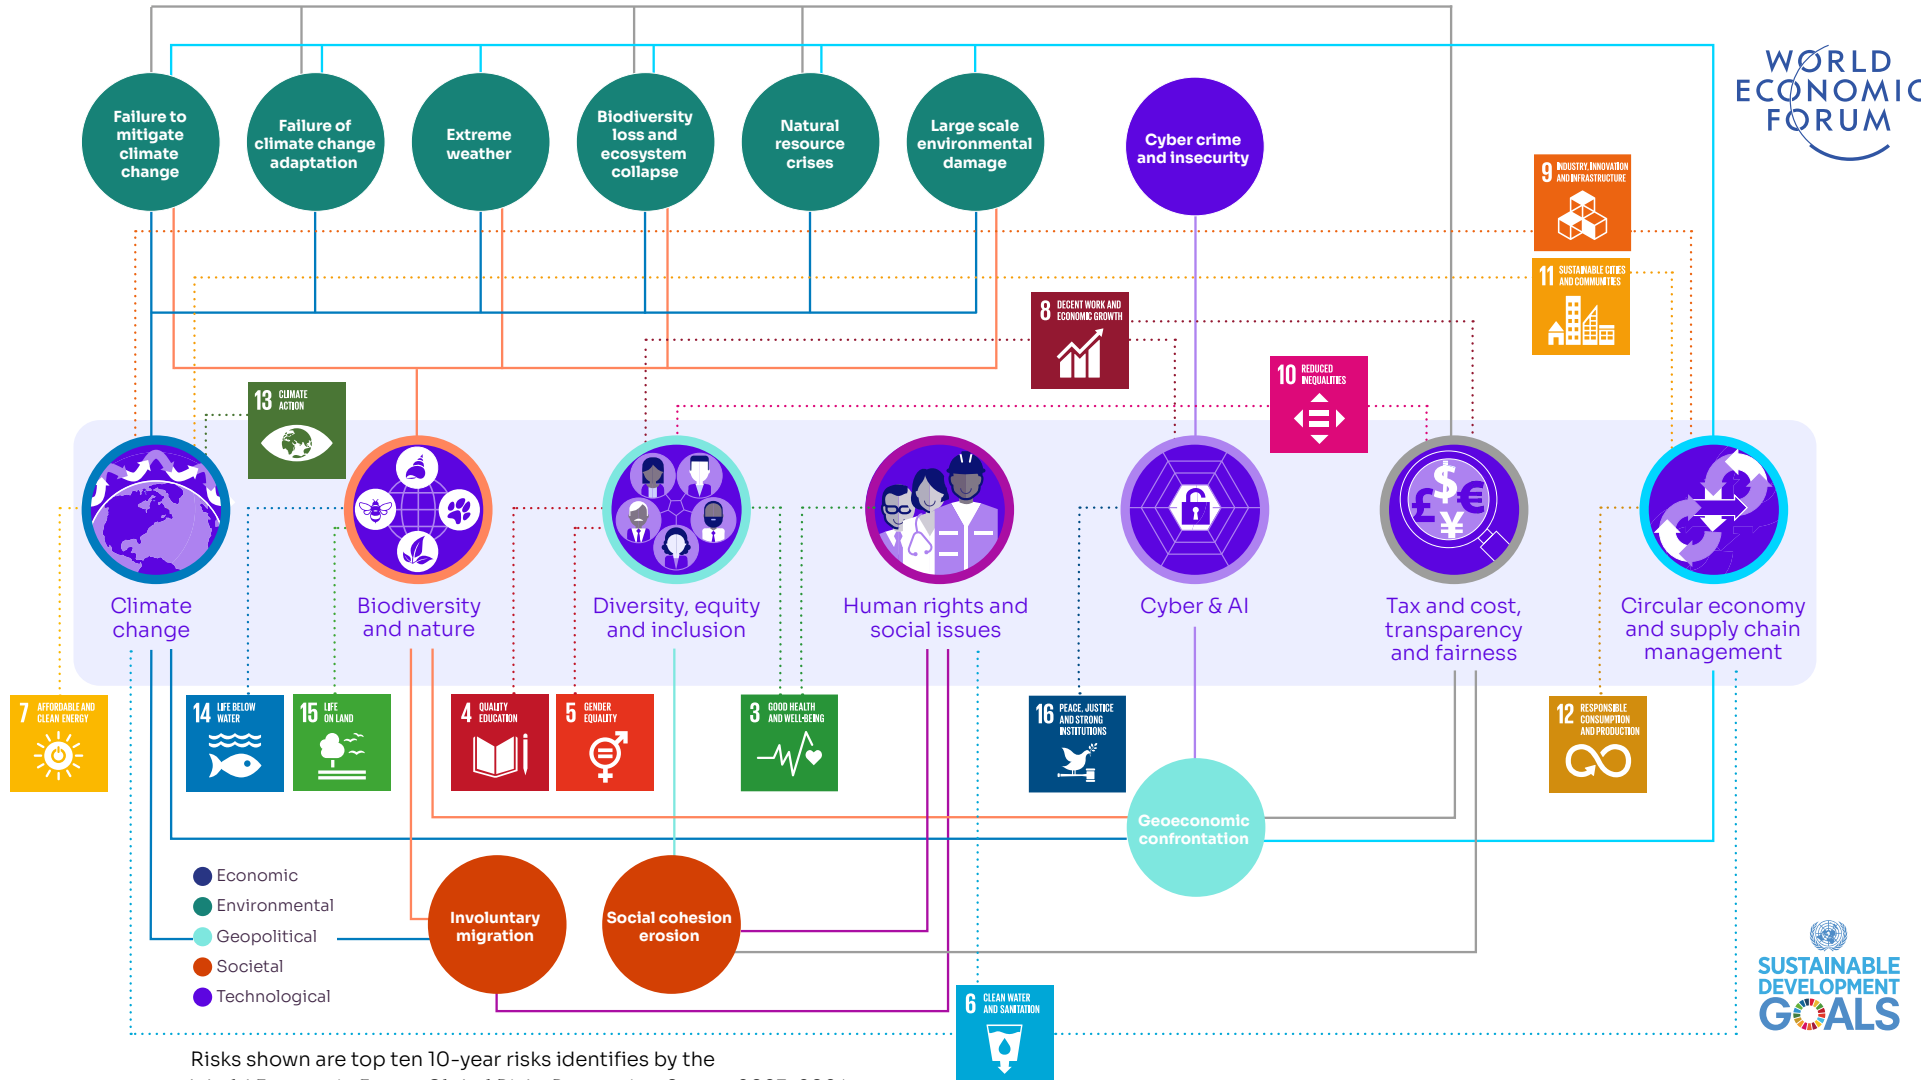 WORLD
ECONOMIC
FORUM
Failure to
mitigate
climate
change
Failure of
climate change
adaptation
Extreme
weather
Biodiversity
loss and
ecosystem
collapse
Natural
resource
crises
Large scale
environmental
damage
Cyber crime
and insecurity
9 INDUSTRY, INNOVATION
AND INFRASTRUCTURE
11 SUSTAINABLE CITIES
AND COMMUNITIES
8 DECENT WORK AND
ECONOMIC GROWTH
10 REDUCED
INEQUALITIES
13 CLIMATE
ACTION
$
£ €
¥
Climate
change
Biodiversity
and nature
Diversity, equity
and inclusion
Human rights and
social issues
Cyber & AI
Tax and cost,
transparency
and fairness
Circular economy
and supply chain
management
7 AFFORDABLE AND
CLEAN ENERGY
14 LIFE BELOW
WATER
15 LIFE
ON LAND
4 QUALITY
EDUCATION
5 GENDER
EQUALITY
3 GOOD HEALTH
AND WELL-BEING
16 PEACE, JUSTICE
AND STRONG
INSTITUTIONS
12 RESPONSIBLE
CONSUMPTION
AND PRODUCTION
Geoeconomic
confrontation
Economic
Environmental
Geopolitical
Societal
Technological
Involuntary
migration
Social cohesion
erosion
6 CLEAN WATER
AND SANITATION
SUSTAINABLE
DEVELOPMENT
GOALS
Risks shown are top ten 10-year risks identifies by the